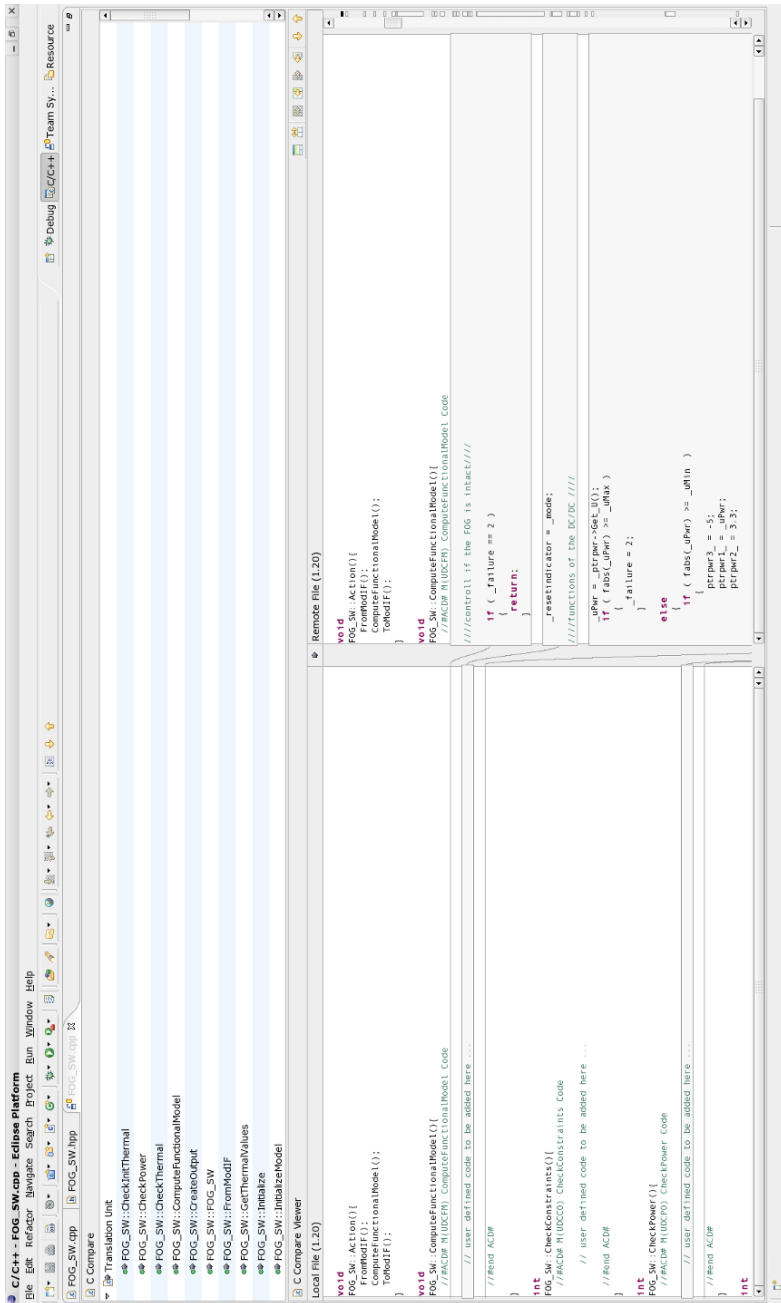 C/C++ - FOG_SW.cpp - Eclipse Platform
File Edit Refactor Navigate Search Project Run Window Help
Debug C/C++ Team Sy... Resource
FOG_SW.cpp FOG_SW.hpp FOG_SW.cpp
C Compare
Translation Unit
FOG_SW::CheckInitThermal
FOG_SW::CheckPower
FOG_SW::CheckThermal
FOG_SW::ComputeFunctionalModel
FOG_SW::CreateOutput
FOG_SW::FOG_SW
FOG_SW::FromModIF
FOG_SW::GetThermalValues
FOG_SW::Initialize
FOG_SW::InitializeModel
C Compare Viewer
Local File (1.20)
void
FOG_SW::Action(){
FromModIF();
ComputeFunctionalModel();
ToModIF();
}
void
FOG_SW::ComputeFunctionalModel(){
//#ACD# M(UDCFM) ComputeFunctionalModel Code
// user defined code to be added here ...
//#end ACD#
}
int
FOG_SW::CheckConstraints(){
//#ACD# M(UDCCO) CheckConstraints Code
// user defined code to be added here ...
//#end ACD#
}
int
FOG_SW::CheckPower(){
//#ACD# M(UDCPO) CheckPower Code
// user defined code to be added here ...
//#end ACD#
}
int
Remote File (1.20)
void
FOG_SW::Action(){
FromModIF();
ComputeFunctionalModel();
ToModIF();
}
void
FOG_SW::ComputeFunctionalModel(){
//#ACD# M(UDCFM) ComputeFunctionalModel Code
////controll if the FOG is intact////
if ( _failure == 2 )
{
return;
}
_resetindicator = _mode;
////functions of the DC/DC ////
_uPwr = _ptrpwr->Get_U();
if ( fabs(_uPwr) >= _uMax )
{
_failure = 2;
}
else
{
if ( fabs(_uPwr) >= _uMin )
{
ptrpwr3_ = -5;
ptrpwr1_ = _uPwr;
ptrpwr2_ = 3.3;
}